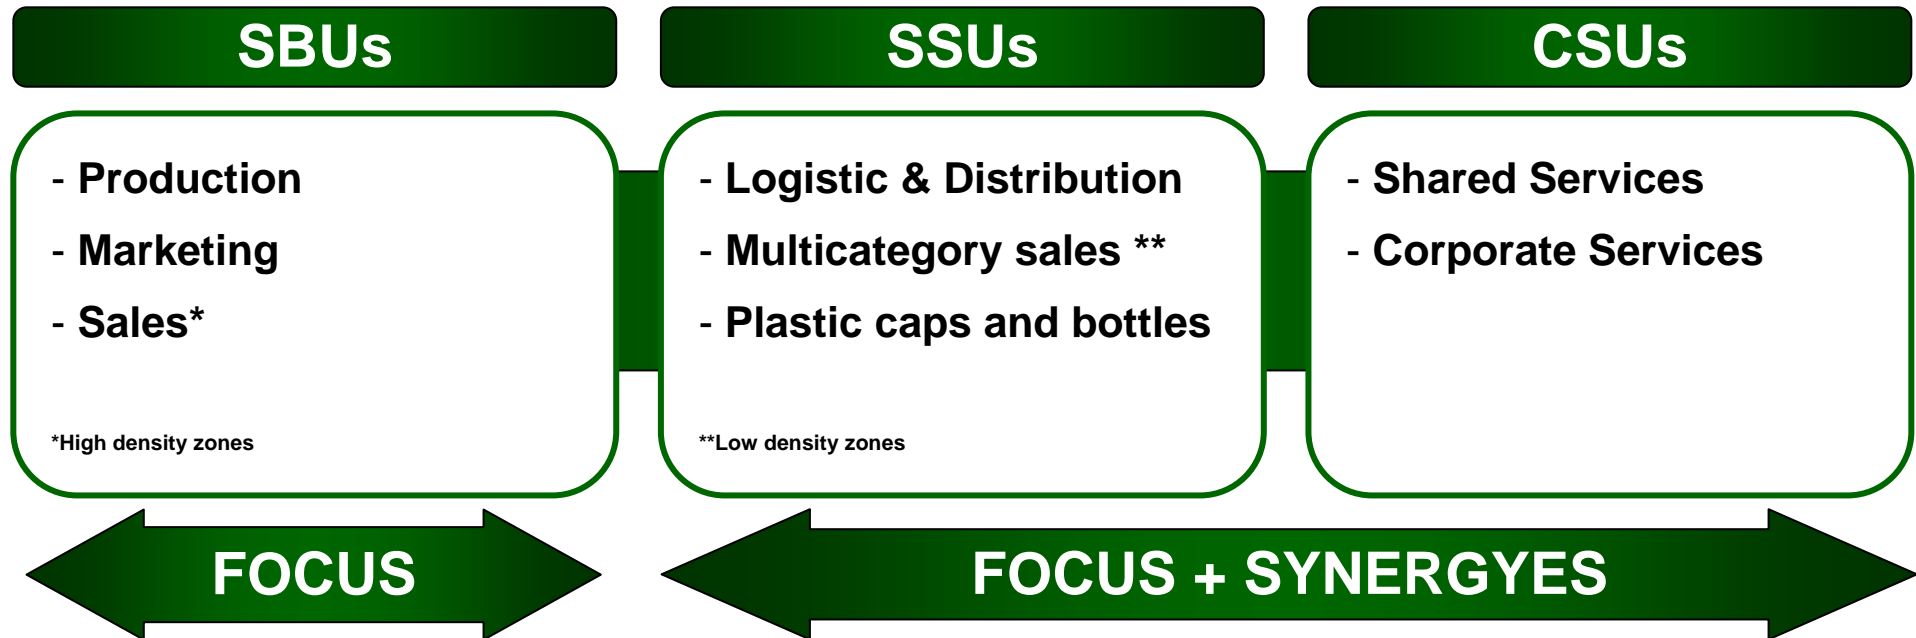 SBUs
- Production
- Marketing
- Sales*
*High density zones
SSUs
- Logistic & Distribution
- Multicategory sales **
- Plastic caps and bottles
**Low density zones
CSUs
- Shared Services
- Corporate Services
FOCUS
FOCUS + SYNERGYES